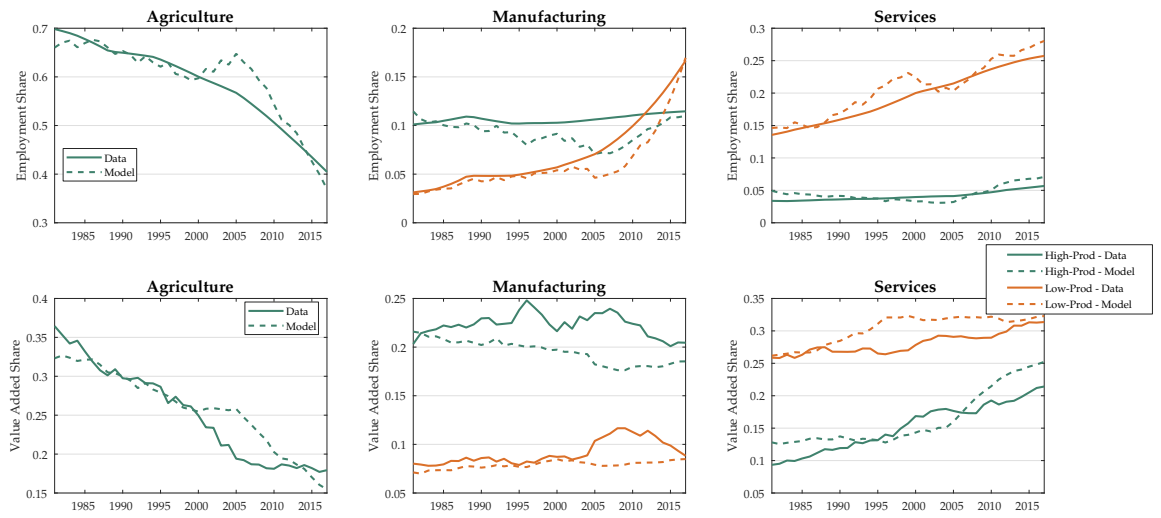 Agriculture
Manufacturing
Services
Employment Share
0.7
0.6
0.5
0.4
0.3
Data
Model
1985 1990 1995 2000 2005 2010 2015
Employment Share
0.2
0.15
0.1
0.05
0
1985 1990 1995 2000 2005 2010 2015
Employment Share
0.3
0.25
0.2
0.15
0.1
0.05
0
1985 1990 1995 2000 2005 2010 2015
High-Prod - Data
High-Prod - Model
Low-Prod - Data
Low-Prod - Model
Agriculture
Manufacturing
Services
Value Added Share
0.4
0.35
0.3
0.25
0.2
0.15
Data
Model
1985 1990 1995 2000 2005 2010 2015
Value Added Share
0.25
0.2
0.15
0.1
0.05
1985 1990 1995 2000 2005 2010 2015
Value Added Share
0.35
0.3
0.25
0.2
0.15
0.1
0.05
1985 1990 1995 2000 2005 2010 2015